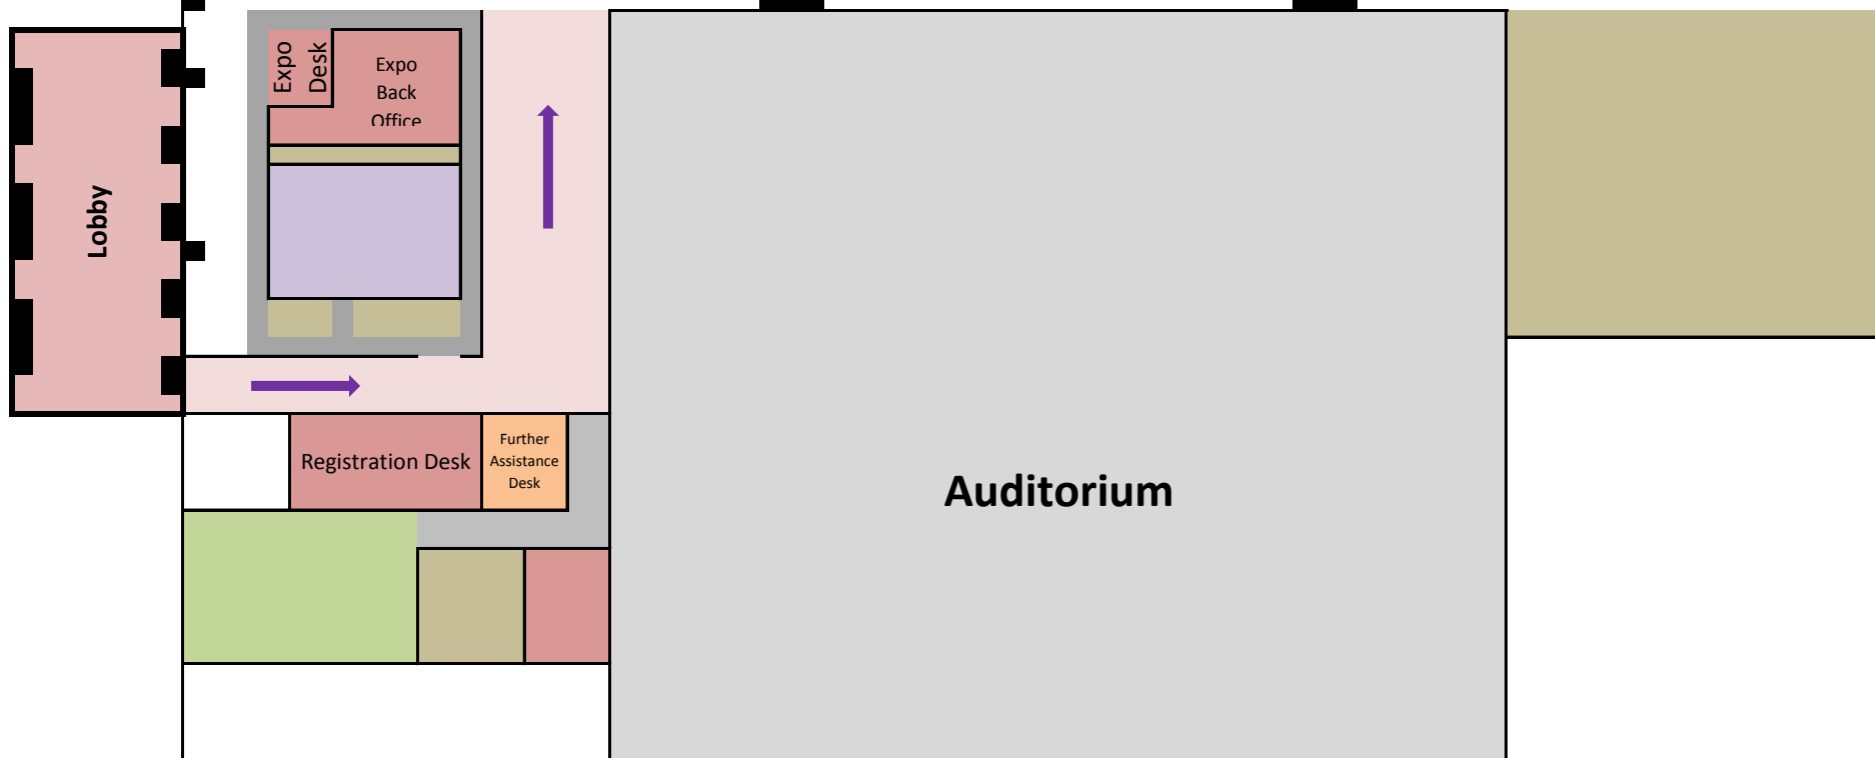 Expo
Desk
Expo
Back
Office
Lobby
Registration Desk
Further
Assistance
Desk
Auditorium